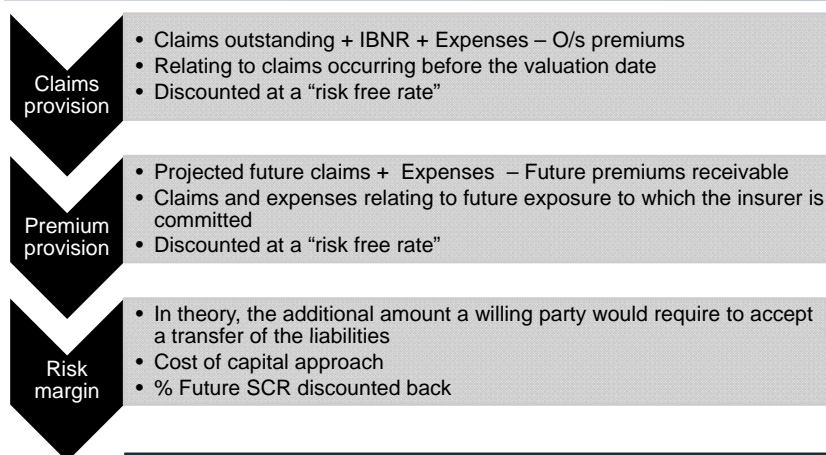 Claims
provision
• Claims outstanding + IBNR + Expenses – O/s premiums
• Relating to claims occurring before the valuation date
• Discounted at a “risk free rate”
Premium
provision
• Projected future claims + Expenses – Future premiums receivable
• Claims and expenses relating to future exposure to which the insurer is
committed
• Discounted at a “risk free rate”
Risk
margin
• In theory, the additional amount a willing party would require to accept
a transfer of the liabilities
• Cost of capital approach
• % Future SCR discounted back